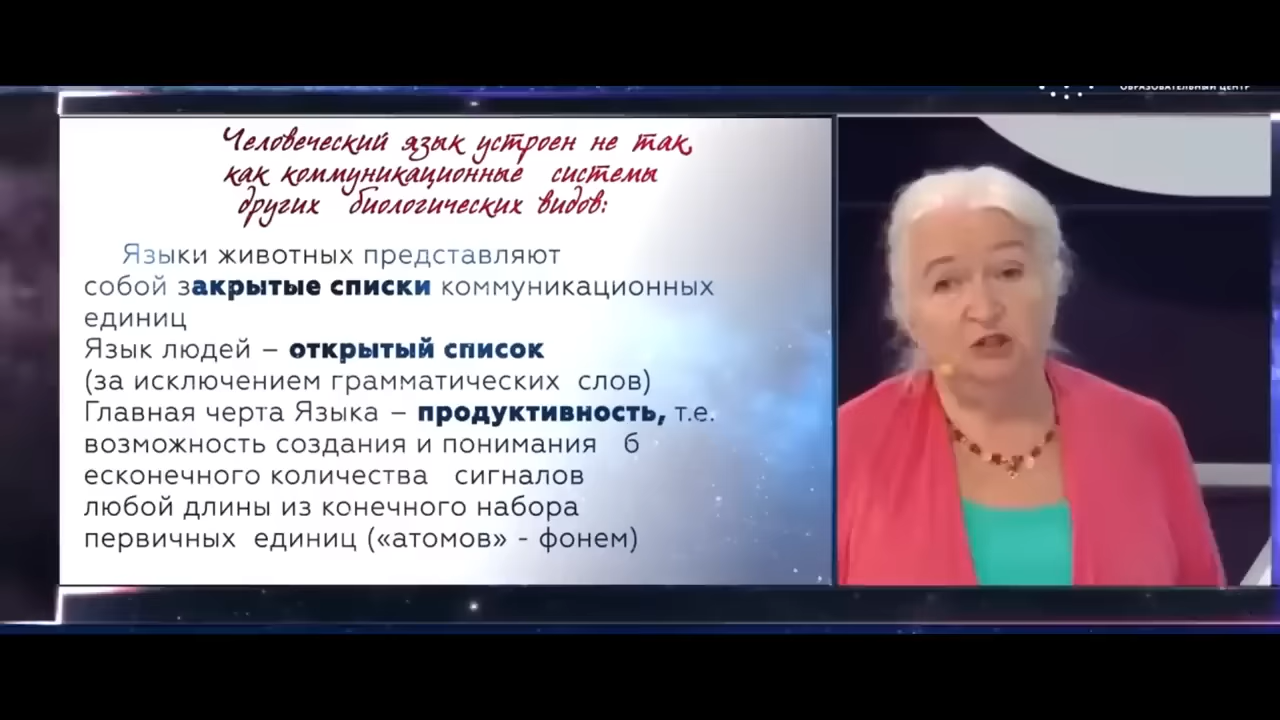 ОБРАЗОВАТЕЛЬНЫЙ ЦЕНТР
Человеческий язык устроен не так,
как коммуникационные системы
других биологических видов:
Языки животных представляют
собой закрытые списки коммуникационных
единиц
Язык людей – открытый список
(за исключением грамматических слов)
Главная черта Языка – продуктивность, т.е.
возможность создания и понимания б
есконечного количества сигналов
любой длины из конечного набора
первичных единиц («атомов» - фонем)